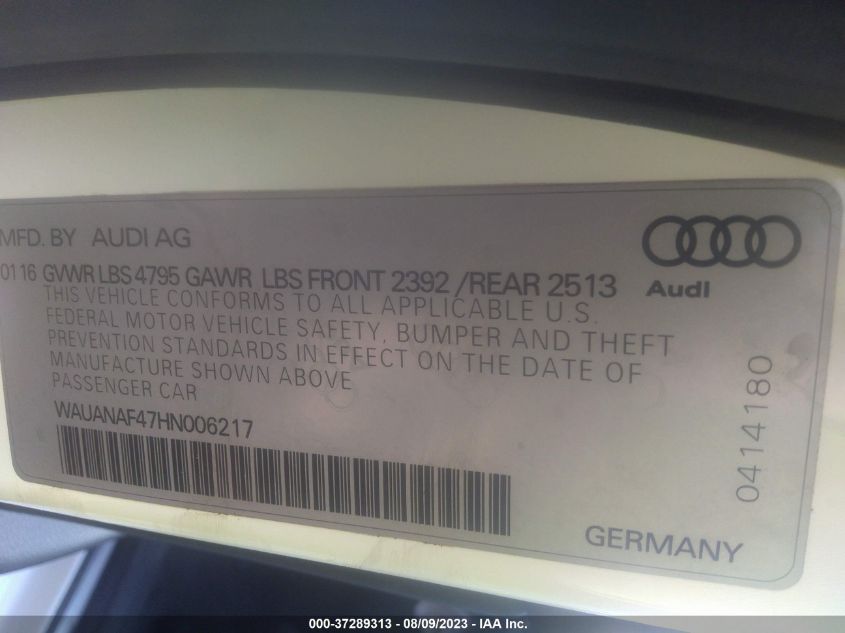 MFD. BY AUDI AG
0116 GVWR LBS 4795 GAWR LBS FRONT 2392 /REAR 2513
Audi
THIS VEHICLE CONFORMS TO ALL APPLICABLE U.S.
FEDERAL MOTOR VEHICLE SAFETY, BUMPER AND THEFT
PREVENTION STANDARDS IN EFFECT ON THE DATE OF
MANUFACTURE SHOWN ABOVE
PASSENGER CAR
WAUANAF47HN006217
0414180
GERMANY
000-37289313 - 08/09/2023 - IAA Inc.